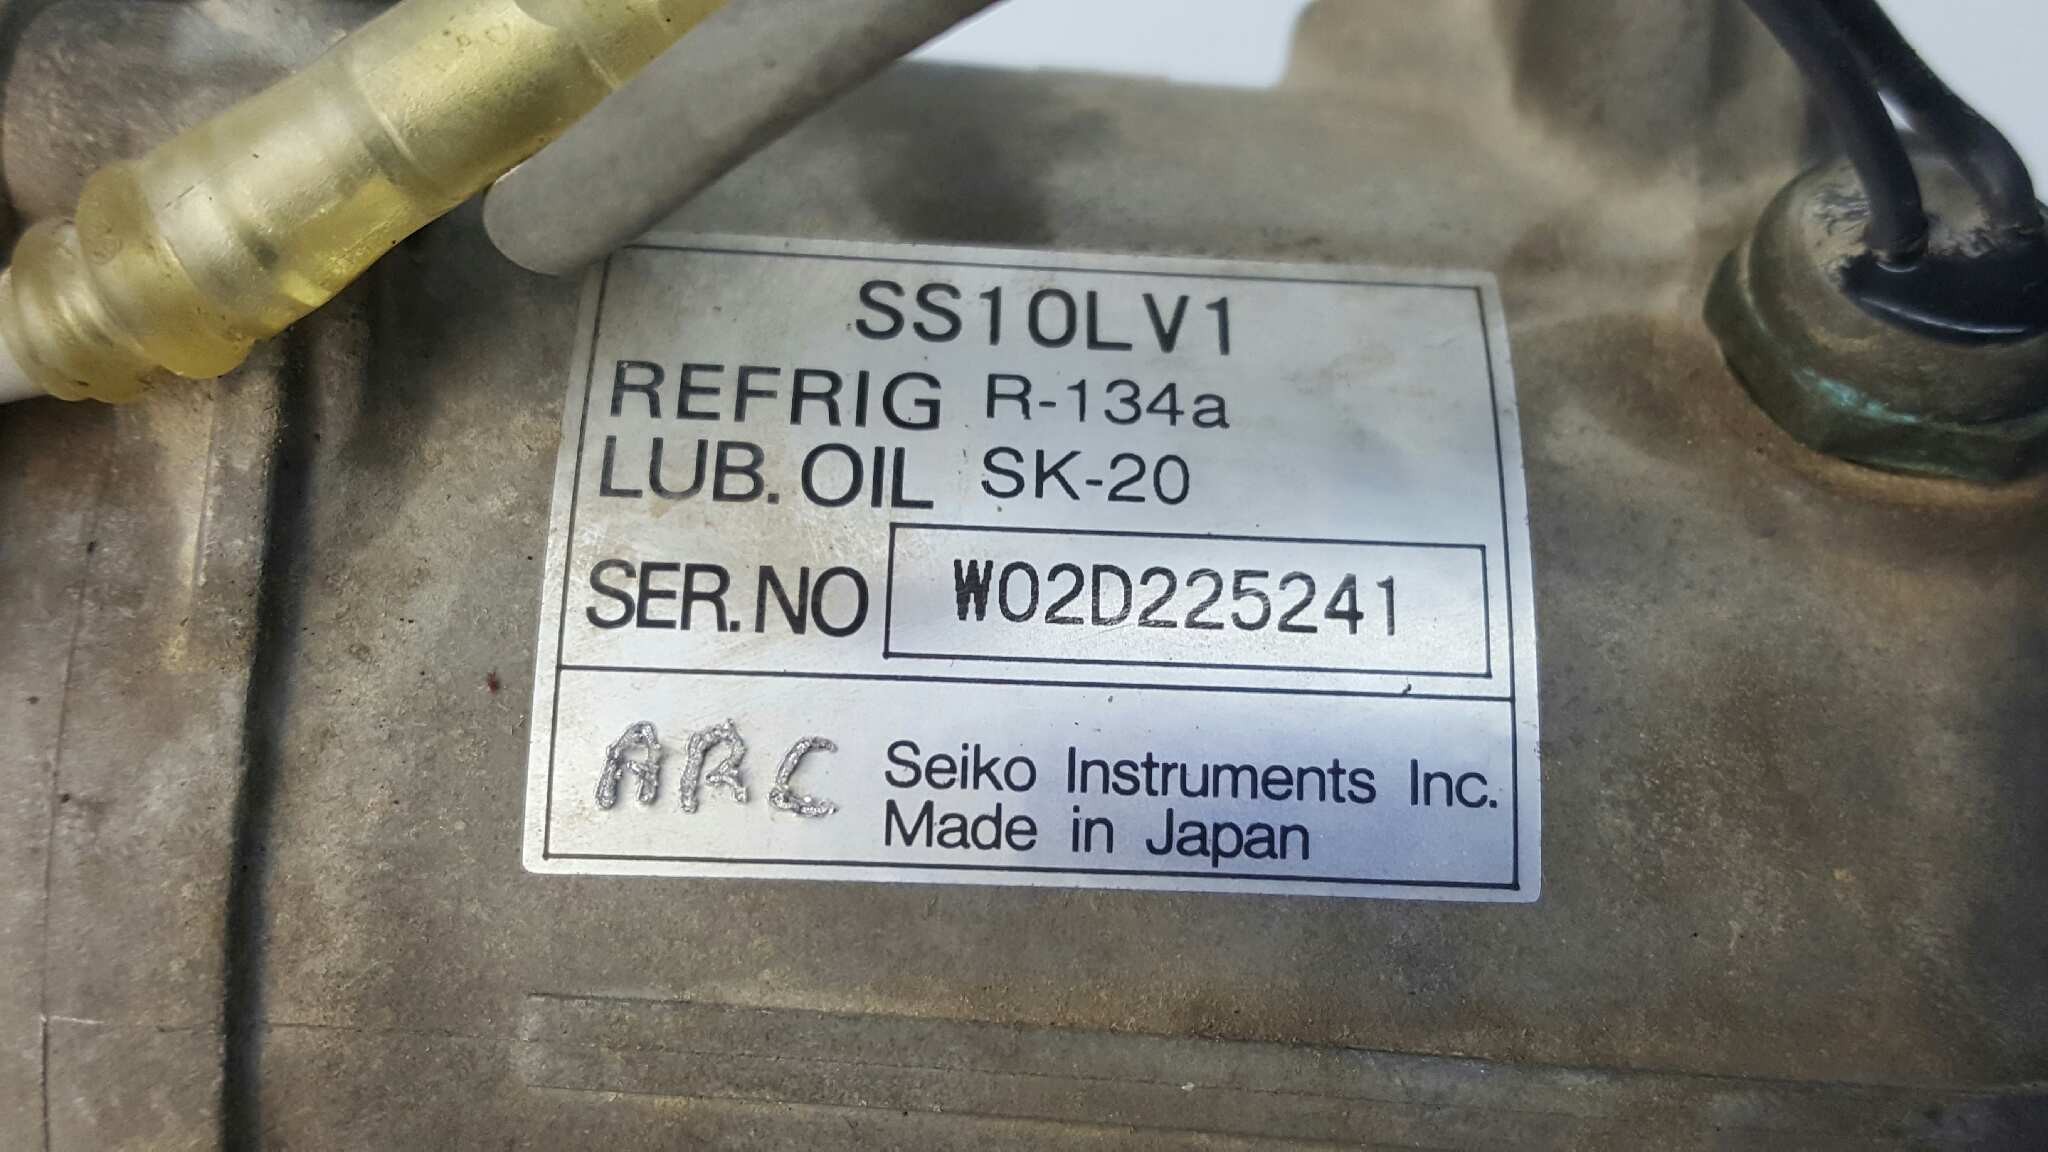 SS10LV1
REFRIG R-134a
LUB. OIL SK-20
SER. NO W02D225241
ARC Seiko Instruments Inc.
Made in Japan